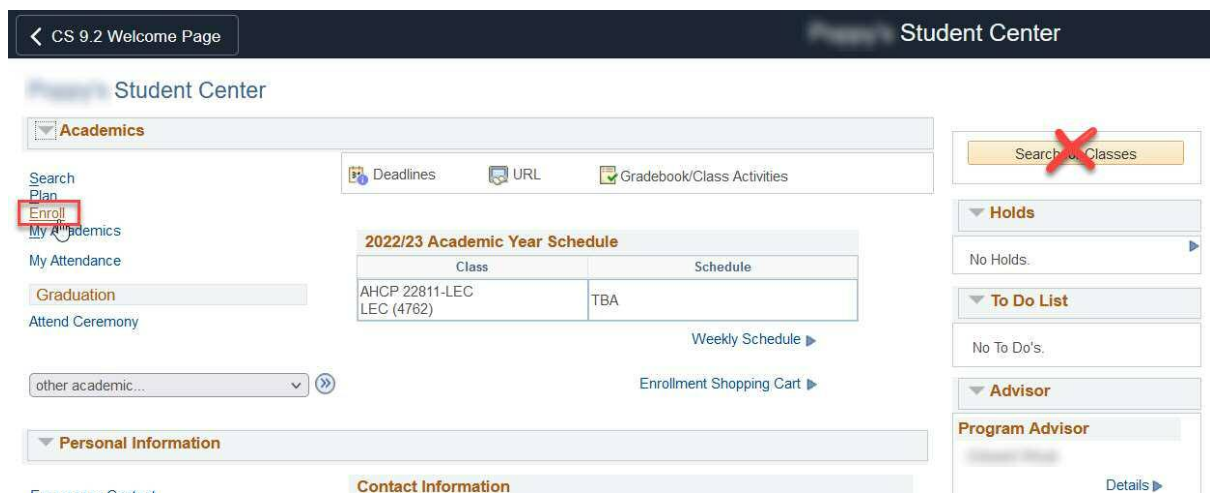 CS 9.2 Welcome Page
Student Center
Student Center
Academics
Search
Plan
Enroll
My Academics
My Attendance
Graduation
Attend Ceremony
other academic...
Deadlines URL Gradebook/Class Activities
2022/23 Academic Year Schedule
Class Schedule
AHCP 22811-LEC
LEC (4762)
TBA
Weekly Schedule
Enrollment Shopping Cart
Personal Information
Contact Information
Search for Classes
Holds
No Holds.
To Do List
No To Do's.
Advisor
Program Advisor
Details